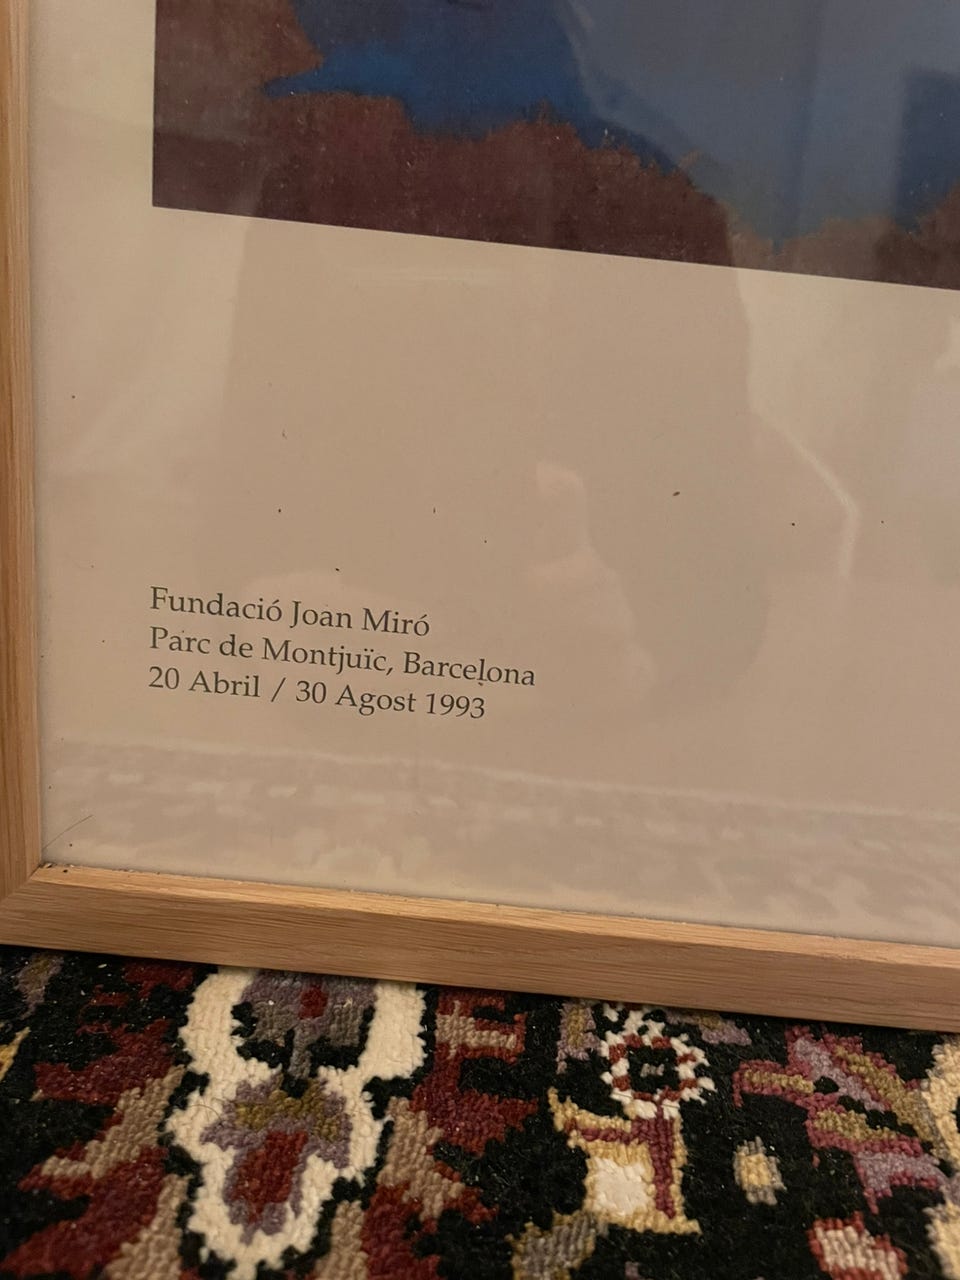 Fundació Joan Miró
Parc de Montjuïc, Barcelona
20 Abril / 30 Agost 1993